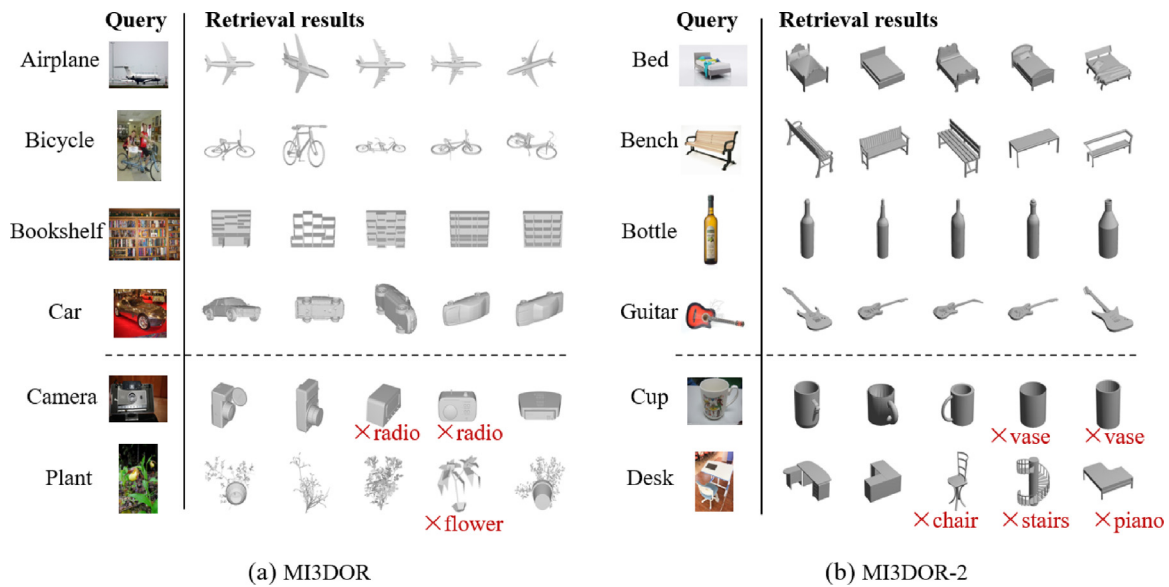 Query Retrieval results
Airplane
Bicycle
Bookshelf
Car
Camera
×radio ×radio
Plant
×flower
(a) MI3DOR
Query Retrieval results
Bed
Bench
Bottle
Guitar
Cup
×vase ×vase
Desk
×chair ×stairs ×piano
(b) MI3DOR-2